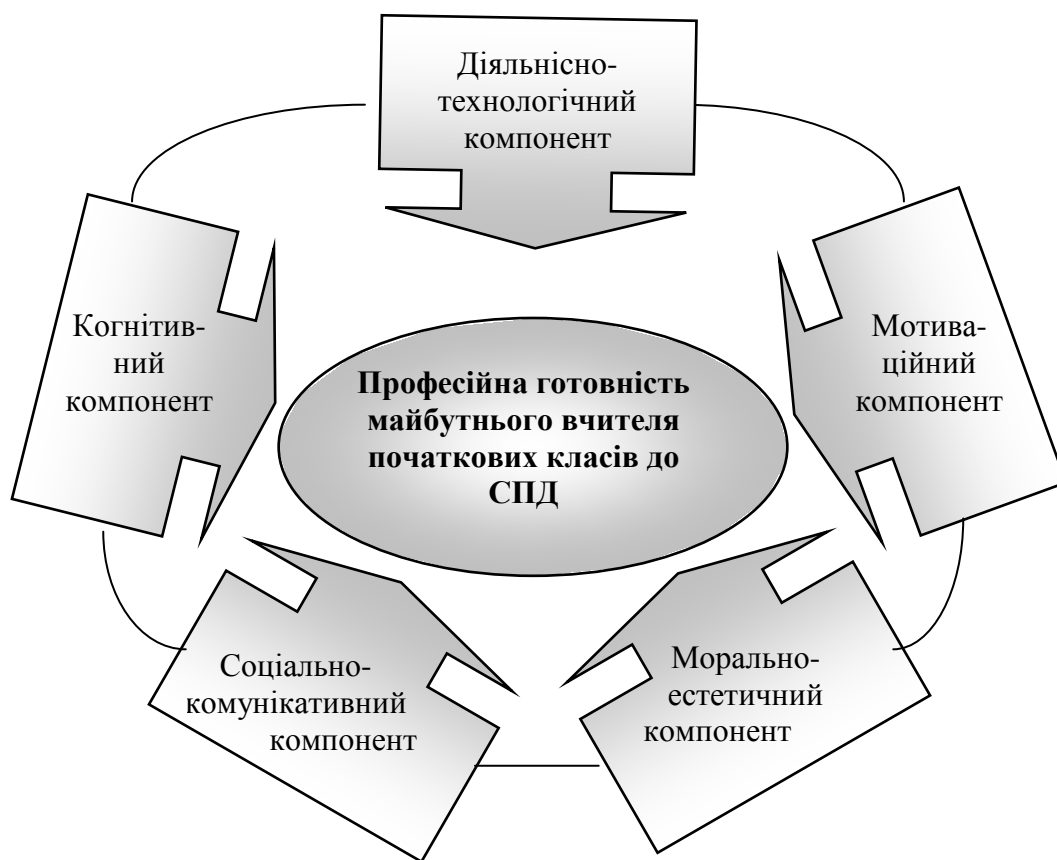 Діяльнісно-
технологічний
компонент
Когнітив-
ний
компонент
Мотива-
ційний
компонент
Професійна готовність
майбутнього вчителя
початкових класів до
СПД
Соціально-
комунікативний
компонент
Морально-
естетичний
компонент